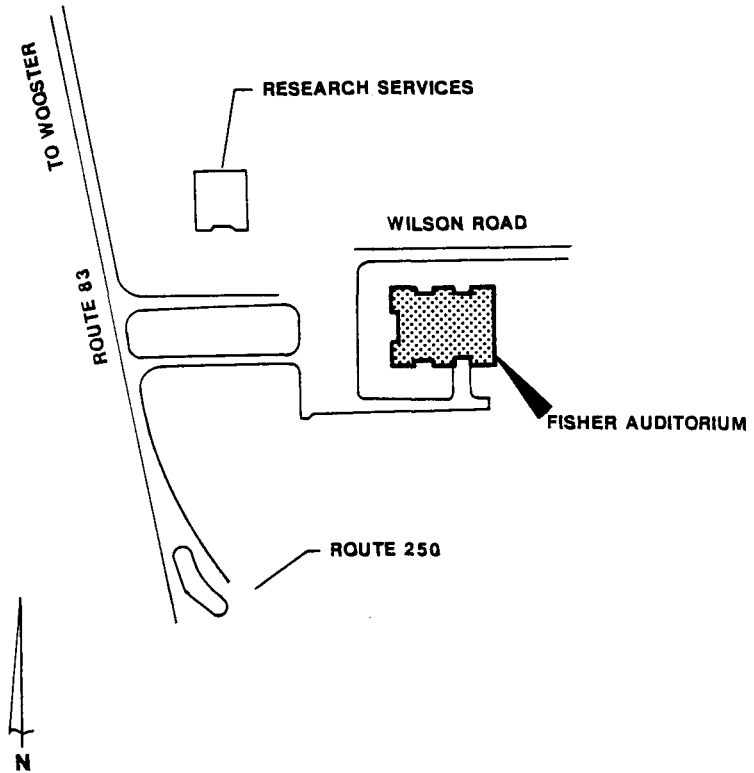 TO WOOSTER
RESEARCH SERVICES
WILSON ROAD
ROUTE 83
FISHER AUDITORIUM
ROUTE 250
N